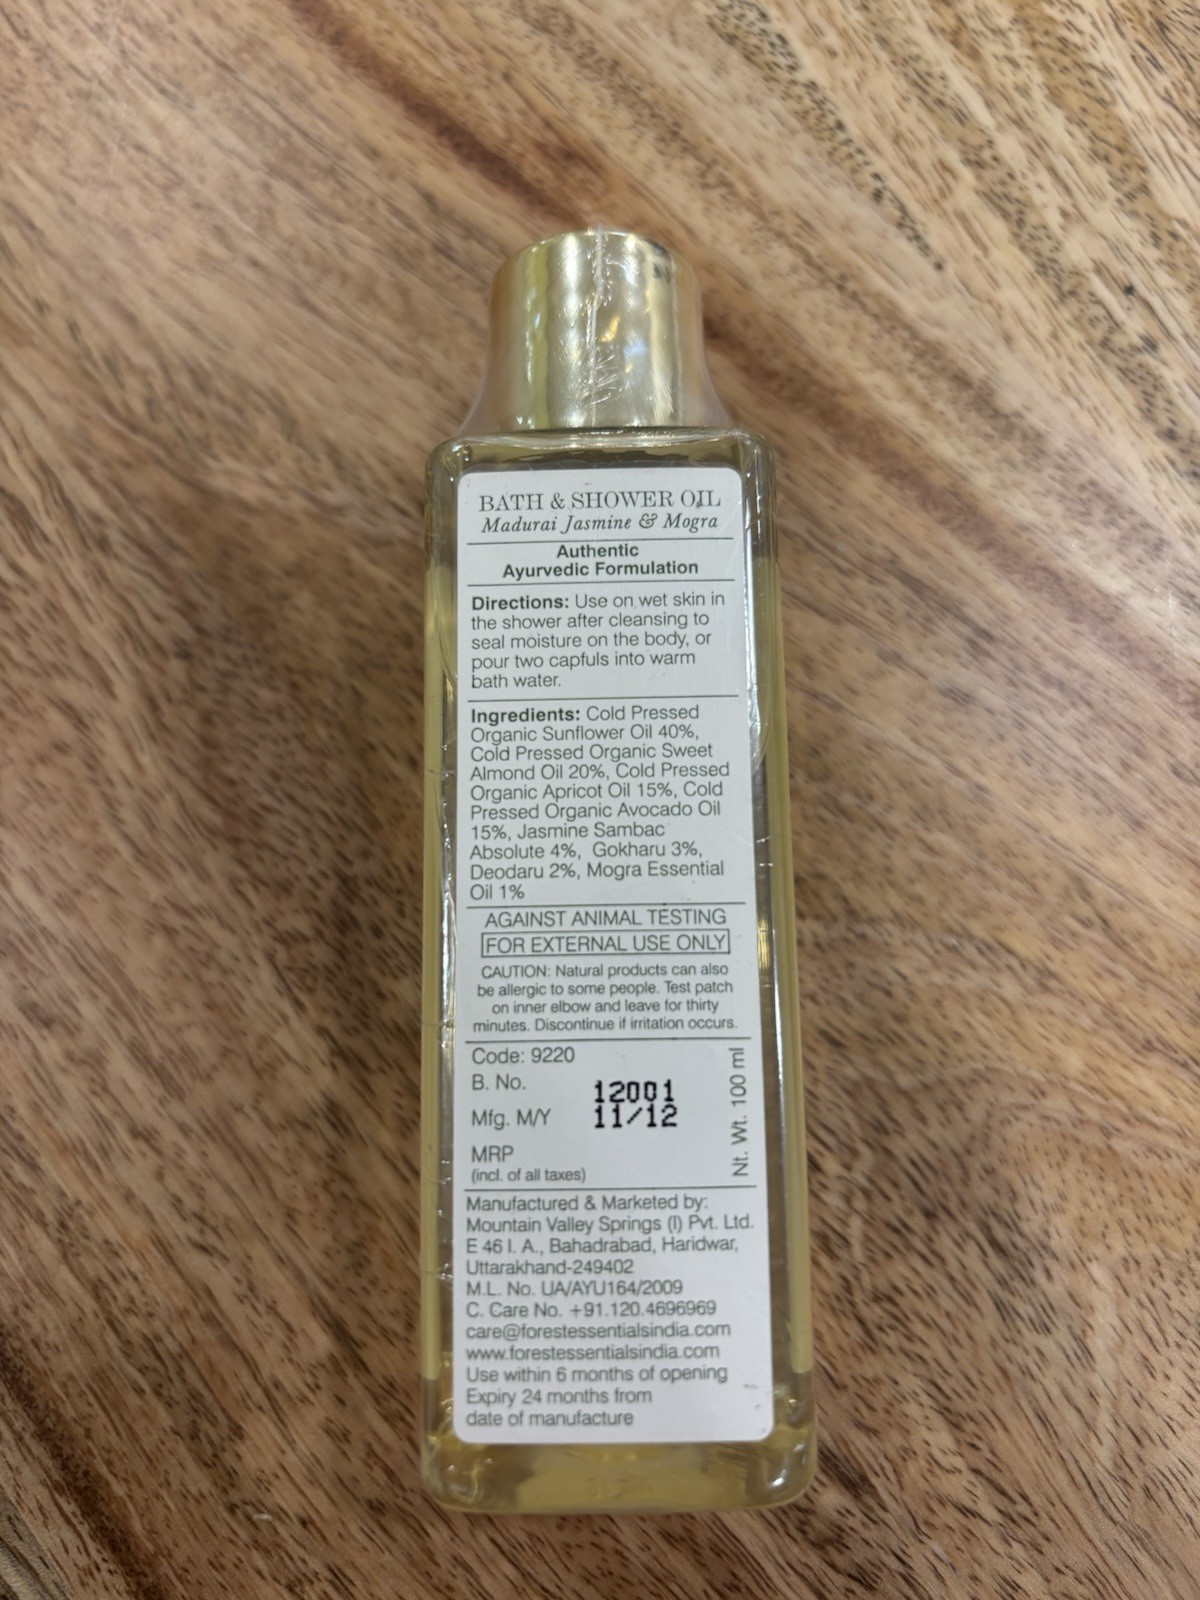 BATH & SHOWER OIL
Madurai Jasmine & Mogra
Authentic
Ayurvedic Formulation
Directions: Use on wet skin in
the shower after cleansing to
seal moisture on the body, or
pour two capfuls into warm
bath water.
Ingredients: Cold Pressed
Organic Sunflower Oil 40%,
Cold Pressed Organic Sweet
Almond Oil 20%, Cold Pressed
Organic Apricot Oil 15%, Cold
Pressed Organic Avocado Oil
15%, Jasmine Sambac
Absolute 4%, Gokharu 3%,
Deodaru 2%, Mogra Essential
Oil 1%
AGAINST ANIMAL TESTING
FOR EXTERNAL USE ONLY
CAUTION: Natural products can also
be allergic to some people. Test patch
on inner elbow and leave for thirty
minutes. Discontinue if irritation occurs.
Code: 9220
B. No. 12001
Mfg. M/Y 11/12
MRP
(incl. of all taxes)
Nt. Wt. 100 ml
Manufactured & Marketed by:
Mountain Valley Springs (I) Pvt. Ltd.
E 46 I. A., Bahadrabad, Haridwar,
Uttarakhand-249402
M.L. No. UA/AYU164/2009
C. Care No. +91.120.4696969
care@forestessentialsindia.com
www.forestessentialsindia.com
Use within 6 months of opening
Expiry 24 months from
date of manufacture